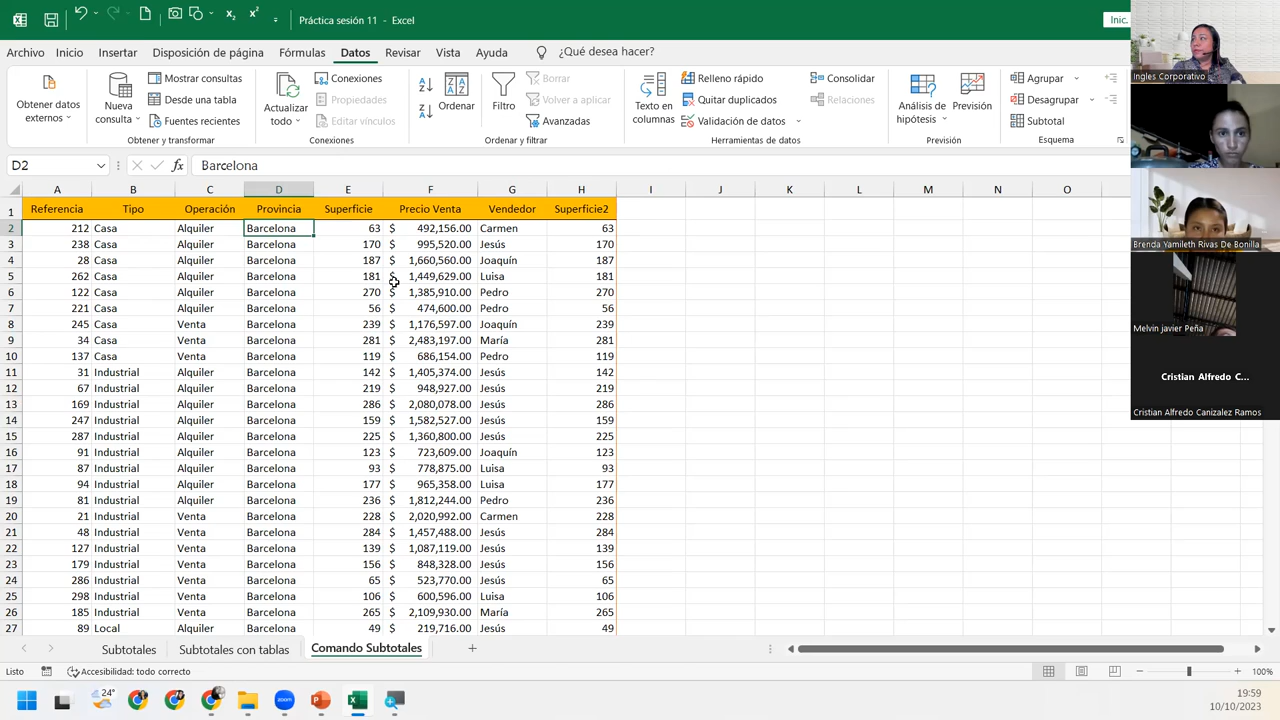 Práctica sesión 11 - Excel
Inic.
Archivo Inicio Insertar Disposición de página Fórmulas Datos Revisar Vista Ayuda ¿Qué desea hacer?
Obtener datos externos
Nueva consulta
Mostrar consultas
Desde una tabla
Fuentes recientes
Obtener y transformar
Actualizar todo
Conexiones
Propiedades
Editar vínculos
Conexiones
Ordenar
Filtro
Borrar
Volver a aplicar
Avanzadas
Ordenar y filtrar
Texto en columnas
Relleno rápido
Quitar duplicados
Validación de datos
Consolidar
Relaciones
Herramientas de datos
Análisis de hipótesis
Previsión
Previsión
Agrupar
Desagrupar
Subtotal
Esquema
D2 fx Barcelona
A B C D E F G H I J K L M N O
1 Referencia Tipo Operación Provincia Superficie Precio Venta Vendedor Superficie2
2 212 Casa Alquiler Barcelona 63 $ 492,156.00 Carmen 63
3 238 Casa Alquiler Barcelona 170 $ 995,520.00 Jesús 170
4 28 Casa Alquiler Barcelona 187 $ 1,660,560.00 Joaquín 187
5 262 Casa Alquiler Barcelona 181 $ 1,449,629.00 Luisa 181
6 122 Casa Alquiler Barcelona 270 $ 1,385,910.00 Pedro 270
7 221 Casa Alquiler Barcelona 56 $ 474,600.00 Pedro 56
8 245 Casa Venta Barcelona 239 $ 1,176,597.00 Joaquín 239
9 34 Casa Venta Barcelona 281 $ 2,483,197.00 María 281
10 137 Casa Venta Barcelona 119 $ 686,154.00 Pedro 119
11 31 Industrial Alquiler Barcelona 142 $ 1,405,374.00 Jesús 142
12 67 Industrial Alquiler Barcelona 219 $ 948,927.00 Jesús 219
13 169 Industrial Alquiler Barcelona 286 $ 2,080,078.00 Jesús 286
14 247 Industrial Alquiler Barcelona 159 $ 1,582,527.00 Jesús 159
15 287 Industrial Alquiler Barcelona 225 $ 1,360,800.00 Jesús 225
16 91 Industrial Alquiler Barcelona 123 $ 723,609.00 Joaquín 123
17 87 Industrial Alquiler Barcelona 93 $ 778,875.00 Luisa 93
18 94 Industrial Alquiler Barcelona 177 $ 965,358.00 Luisa 177
19 81 Industrial Alquiler Barcelona 236 $ 1,812,244.00 Pedro 236
20 21 Industrial Venta Barcelona 228 $ 2,020,992.00 Carmen 228
21 48 Industrial Venta Barcelona 284 $ 1,457,488.00 Jesús 284
22 127 Industrial Venta Barcelona 139 $ 1,087,119.00 Jesús 139
23 179 Industrial Venta Barcelona 156 $ 848,328.00 Jesús 156
24 286 Industrial Venta Barcelona 65 $ 523,770.00 Jesús 65
25 298 Industrial Venta Barcelona 106 $ 600,596.00 Luisa 106
26 185 Industrial Venta Barcelona 265 $ 2,109,930.00 María 265
27 89 Local Alquiler Barcelona 49 $ 219,716.00 Jesús 49
Subtotales Subtotales con tablas Comando Subtotales
Listo Accesibilidad: todo correcto 100%
24° zoom
19:59
10/10/2023
Ingles Corporativo
Brenda Yamileth Rivas De Bonilla
Melvin javier Peña
Cristian Alfredo C...
Cristian Alfredo Canizalez Ramos